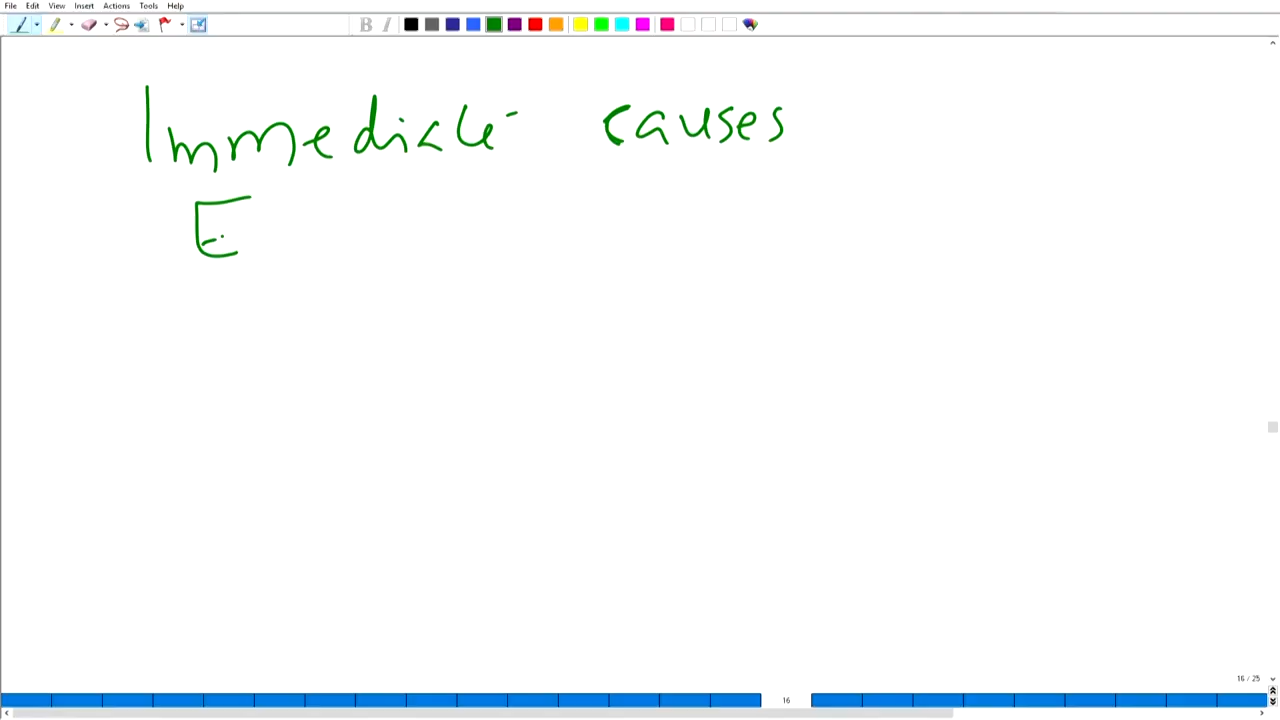 File Edit View Insert Actions Tools Help
B I
Immediate causes
E
16 / 25
16